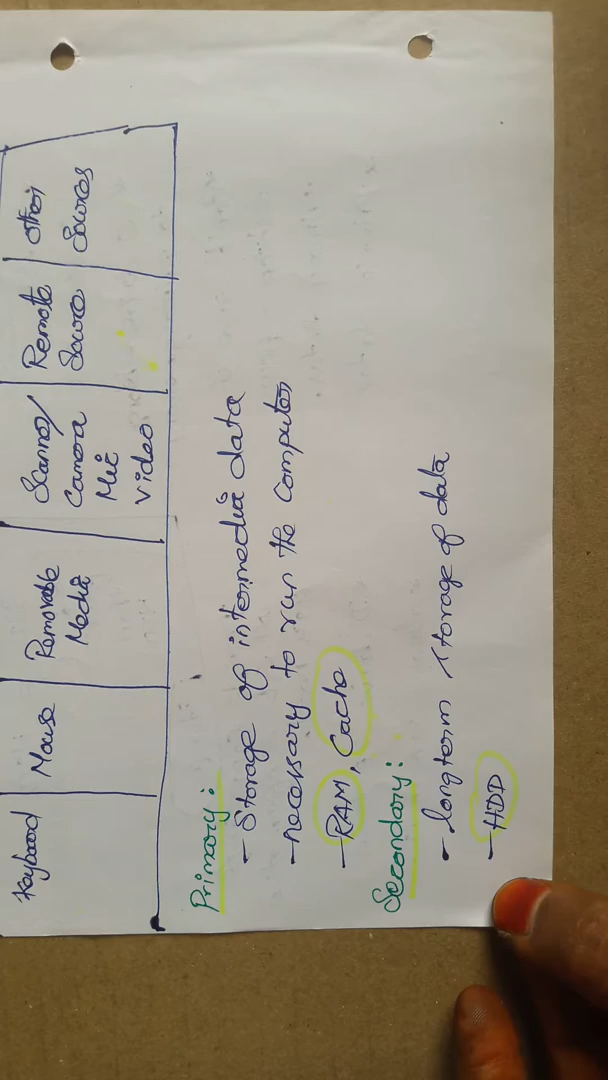 Keyboard Mouse Removable Media Scanner/ Camera Mic Video Remote Source Other Sources
Primary:
- Storage of intermedia data
- necessary to run the computer
- RAM, Cache
Secondary:
- longterm storage of data
- HDD